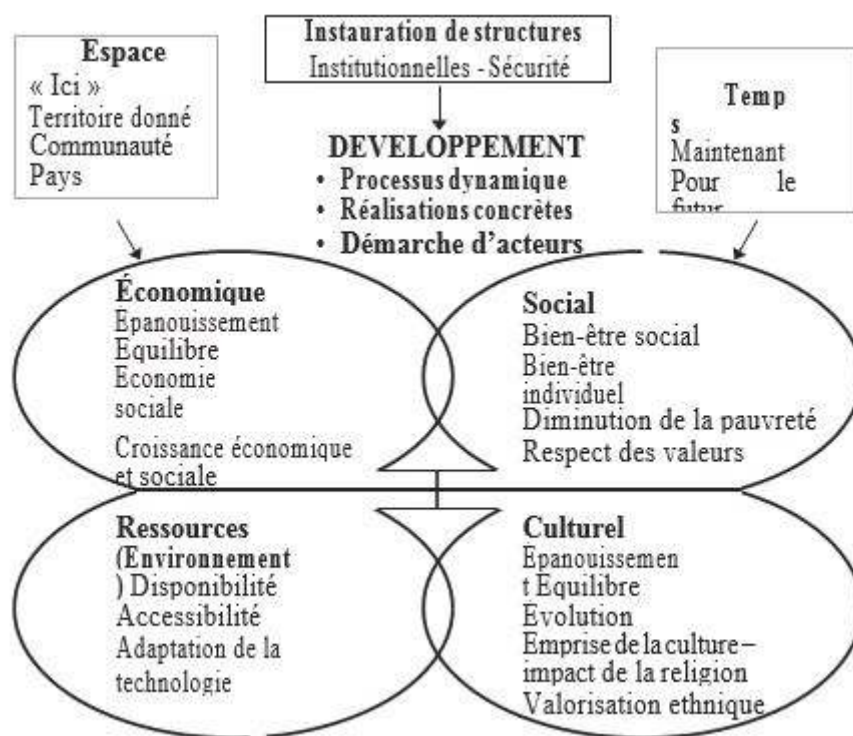 Espace
« Ici »
Territoire donné
Communauté
Pays
Instauration de structures
Institutionnelles - Sécurité
Temp
s
Maintenant
Pour le
futur
DEVELOPPEMENT
• Processus dynamique
• Réalisations concrètes
• Démarche d’acteurs
Économique
Epanouissement
Equilibre
Economie
sociale
Croissance économique
et sociale
Social
Bien-être social
Bien-être
individuel
Diminution de la pauvreté
Respect des valeurs
Ressources
(Environnement
) Disponibilité
Accessibilité
Adaptation de la
technologie
Culturel
Epanouissemen
t Equilibre
Évolution
Emprise de la culture –
impact de la religion
Valorisation ethnique